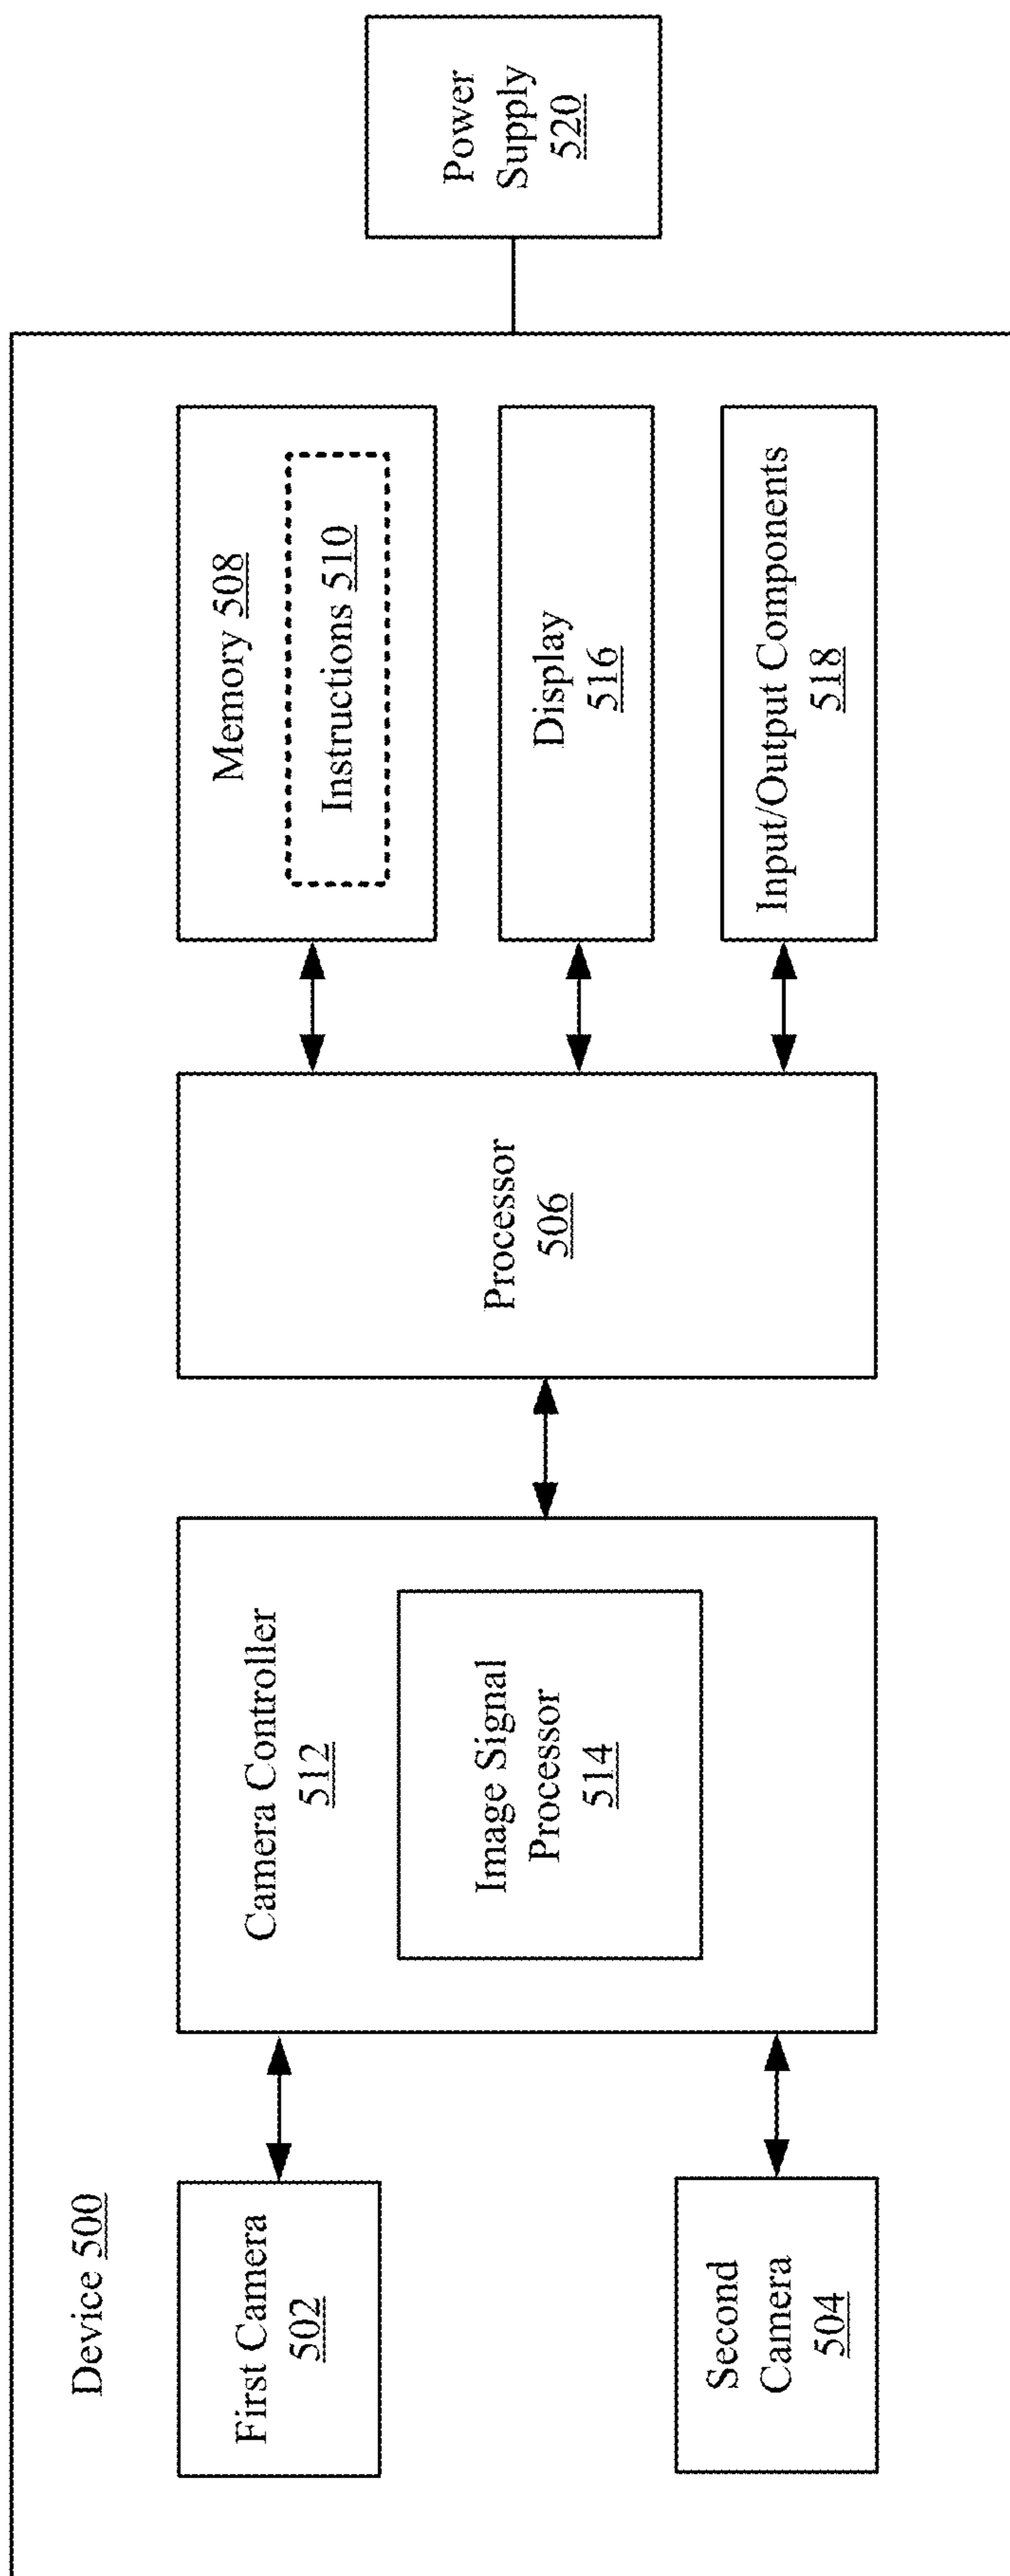 Device 500
First Camera
502
Second
Camera
504
Camera Controller
512
Image Signal
Processor
514
Processor
506
Memory 508
Instructions 510
Display
516
Input/Output Components
518
Power
Supply
520